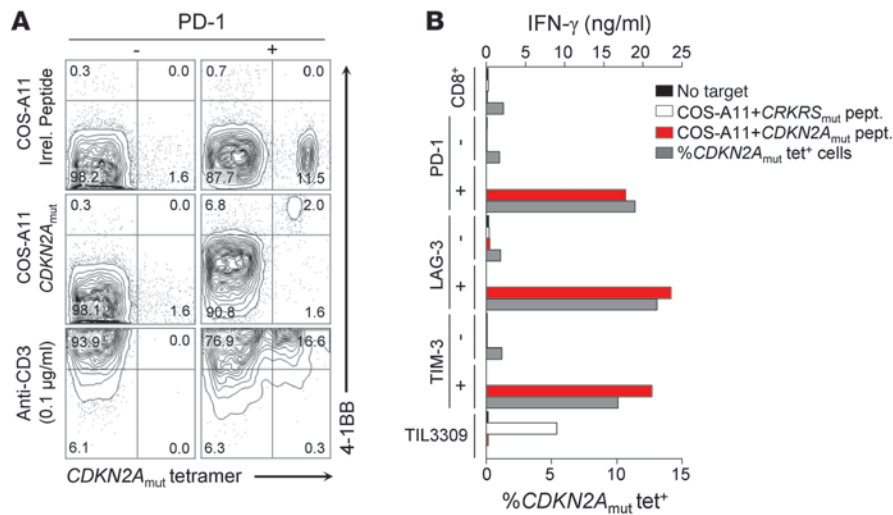 A
PD-1
- +
COS-A11
Irrel. Peptide
0.3 0.0 0.7 0.0
98.2 1.6 87.7 11.5
COS-A11
CDKN2Amut
0.3 0.0 6.8 2.0
98.1 1.6 90.8 1.6
Anti-CD3
(0.1 µg/ml)
93.9 0.0 76.9 16.6
6.1 0.0 6.3 0.3
CDKN2Amut tetramer
4-1BB
B
IFN-γ (ng/ml)
0 5 10 15 20 25
CD8+
PD-1
-
+
LAG-3
-
+
TIM-3
-
+
TIL3309
0 5 10 15
%CDKN2Amut tet+
No target
COS-A11+CRKRSmut pept.
COS-A11+CDKN2Amut pept.
%CDKN2Amut tet+ cells